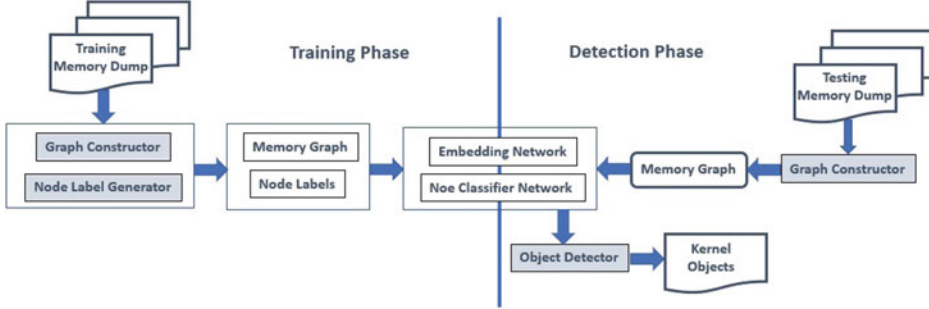 Training
Memory Dump
Training Phase
Detection Phase
Testing
Memory Dump
Graph Constructor
Node Label Generator
Memory Graph
Node Labels
Embedding Network
Noe Classifier Network
Memory Graph
Graph Constructor
Object Detector
Kernel
Objects